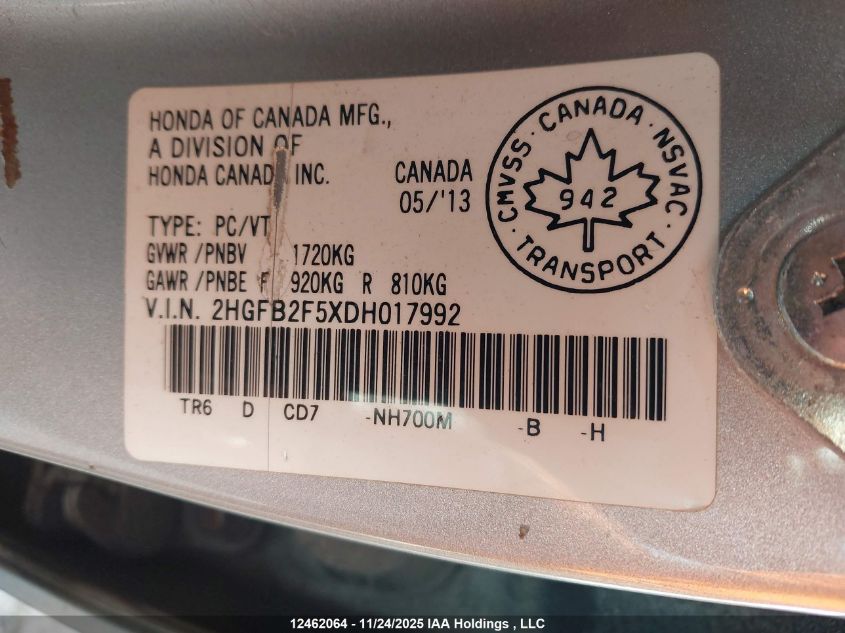 HONDA OF CANADA MFG.,
A DIVISION OF
HONDA CANADA INC.
CANADA
05/'13
TYPE: PC/VT
GVWR /PNBV 1720KG
GAWR /PNBE F 920KG R 810KG
V.I.N. 2HGFB2F5XDH017992
TR6 D CD7 -NH700M -B -H
CMVSS · CANADA · NSVAC
942
· TRANSPORT ·
12462064 - 11/24/2025 IAA Holdings , LLC